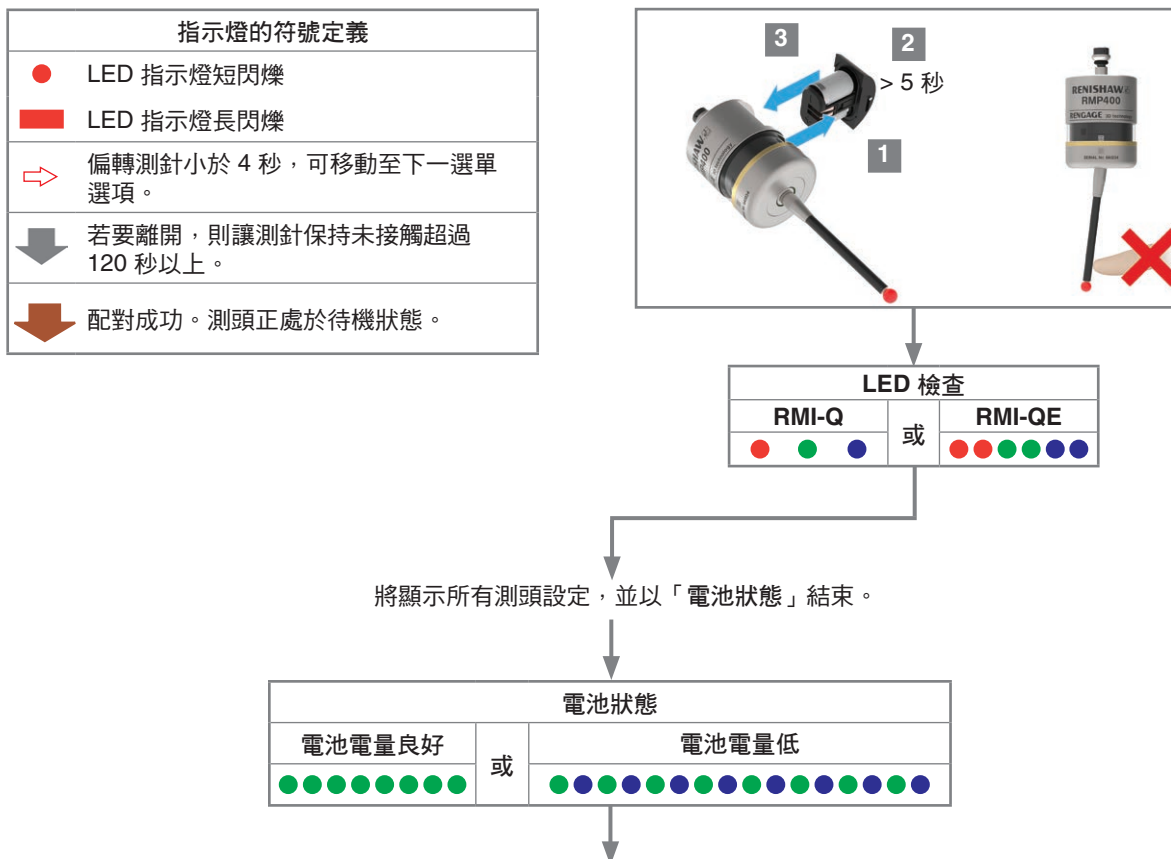 指示燈的符號定義
LED 指示燈短閃爍
LED 指示燈長閃爍
偏轉測針小於 4 秒，可移動至下一選單
選項。
若要離開，則讓測針保持未接觸超過
120 秒以上。
配對成功。測頭正處於待機狀態。
3
2
> 5 秒
1
RENISHAW
RMP400
RENGAGE
LED 檢查
RMI-Q
或
RMI-QE
將顯示所有測頭設定，並以「電池狀態」結束。
電池狀態
電池電量良好
或
電池電量低